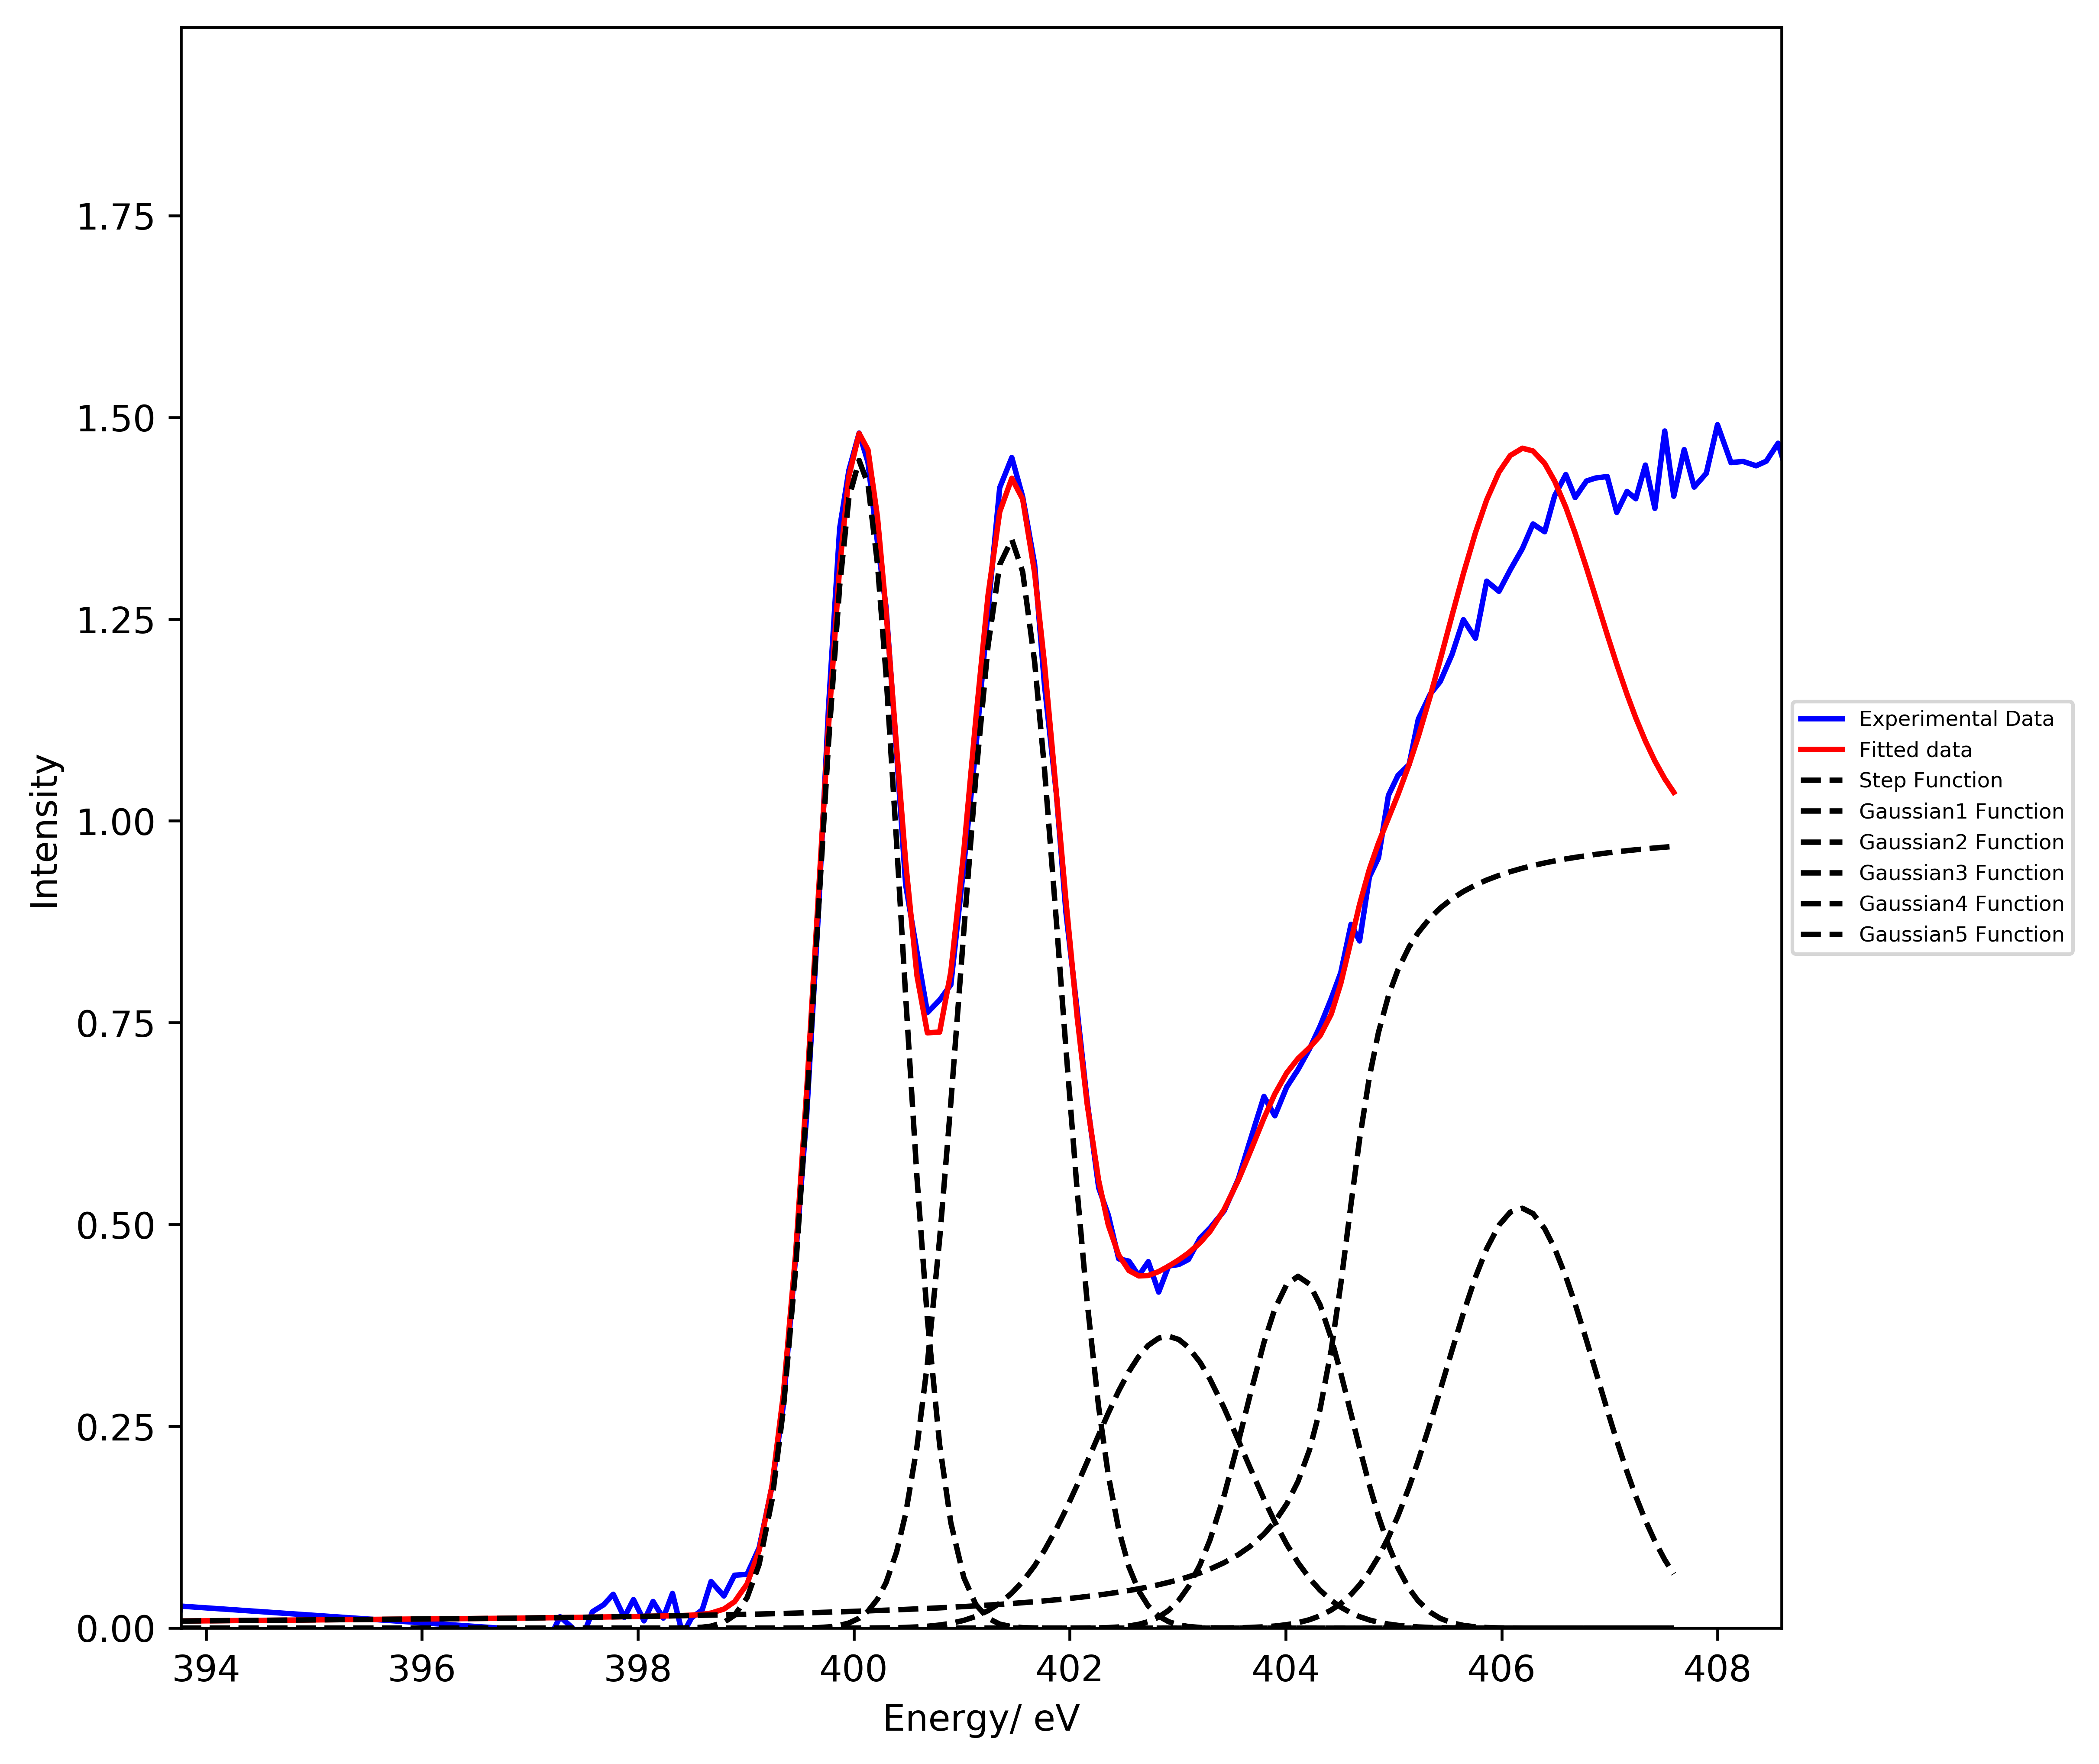 1.75
1.50
1.25
1.00
0.75
0.50
0.25
0.00
Intensity
394 396 398 400 402 404 406 408
Energy/ eV
Experimental Data
Fitted data
Step Function
Gaussian1 Function
Gaussian2 Function
Gaussian3 Function
Gaussian4 Function
Gaussian5 Function